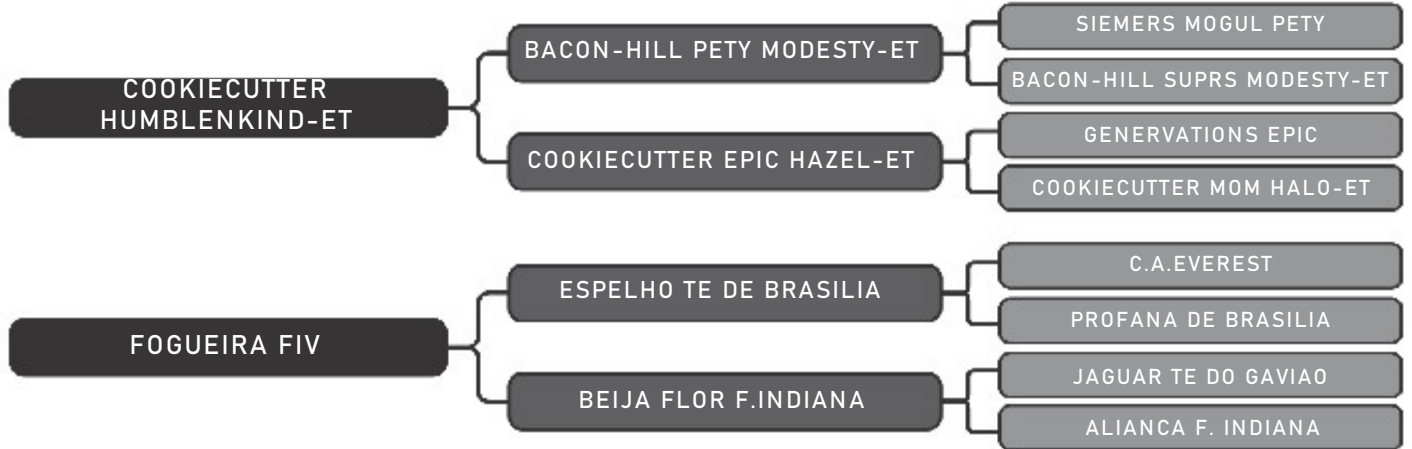 SIEMERS MOGUL PETY
BACON-HILL PETY MODESTY-ET
BACON-HILL SUPRS MODESTY-ET
COOKIECUTTER
HUMBLENKIND-ET
GENERVATIONS EPIC
COOKIECUTTER EPIC HAZEL-ET
COOKIECUTTER MOM HALO-ET
C.A.EVEREST
ESPELHO TE DE BRASILIA
PROFANA DE BRASILIA
FOGUEIRA FIV
JAGUAR TE DO GAVIAO
BEIJA FLOR F.INDIANA
ALIANCA F. INDIANA